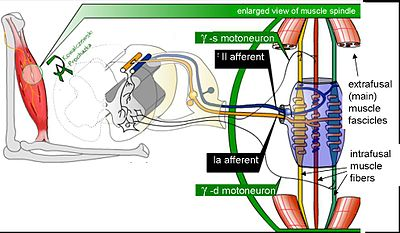 enlarged view of muscle spindle
γ -s motoneuron
II afferent
extrafusal
(main)
muscle
fascicles
Ia afferent
intrafusal
muscle
fibers
γ -d motoneuron